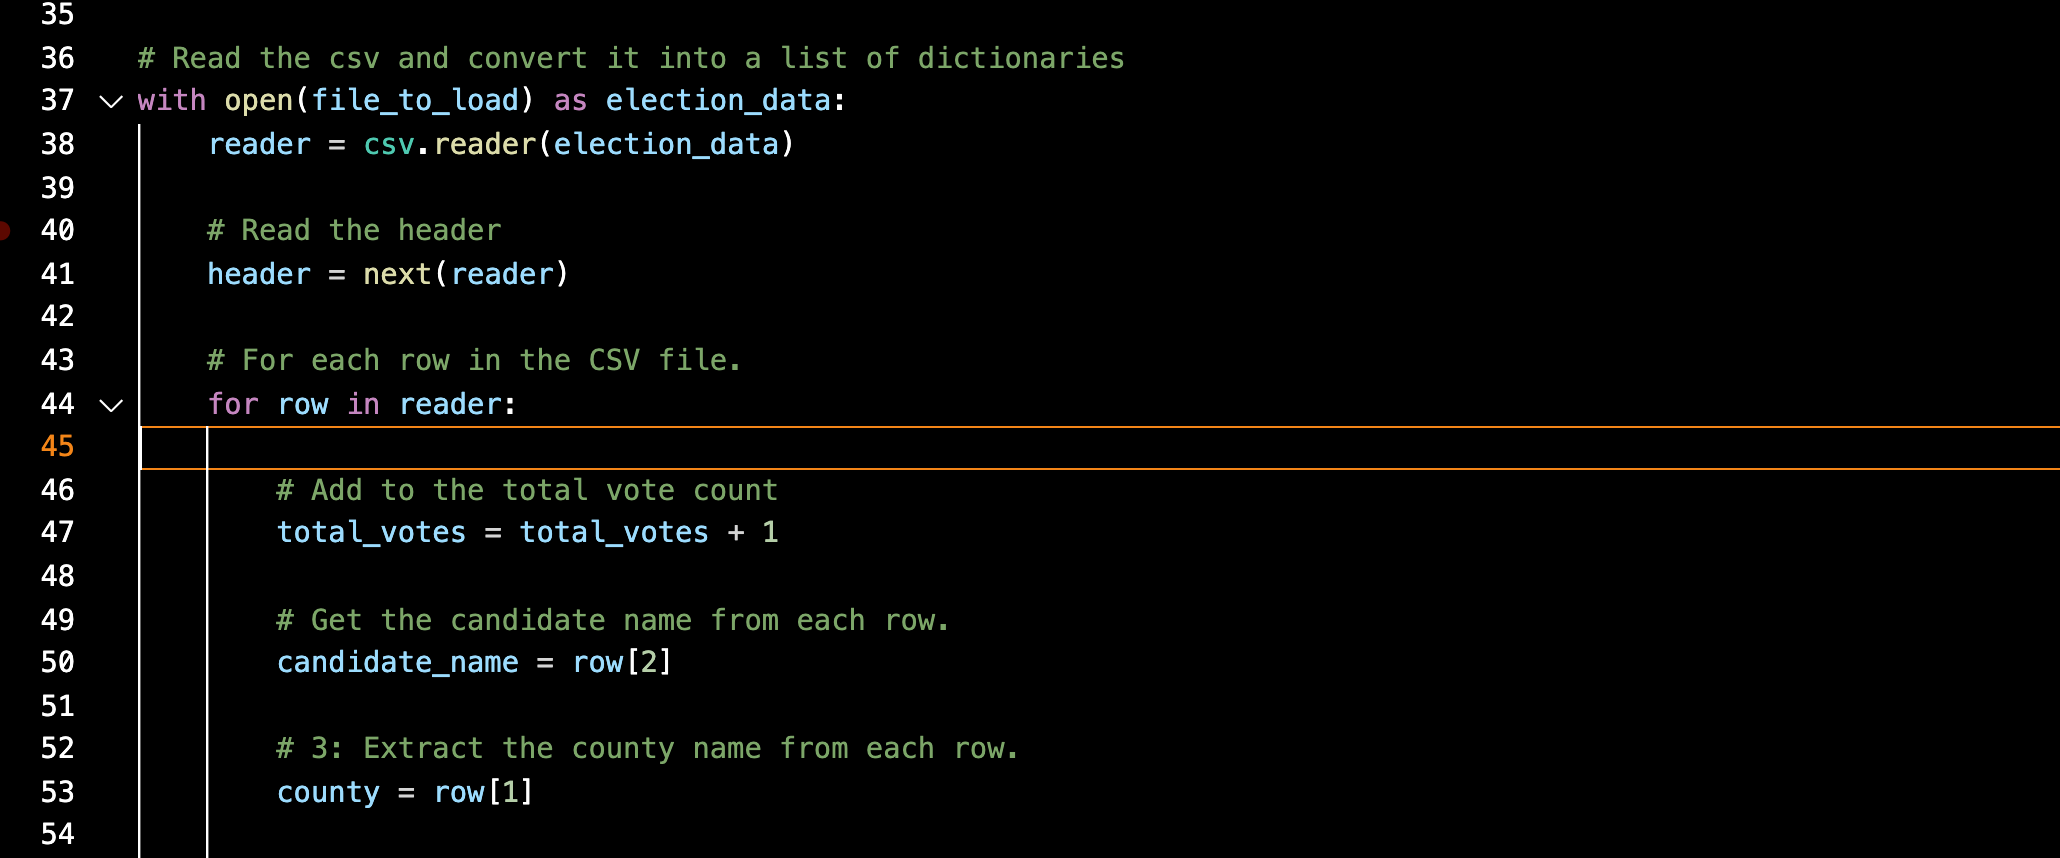 35
36 # Read the csv and convert it into a list of dictionaries
37 with open(file_to_load) as election_data:
38     reader = csv.reader(election_data)
39
40     # Read the header
41     header = next(reader)
42
43     # For each row in the CSV file.
44     for row in reader:
45
46         # Add to the total vote count
47         total_votes = total_votes + 1
48
49         # Get the candidate name from each row.
50         candidate_name = row[2]
51
52         # 3: Extract the county name from each row.
53         county = row[1]
54